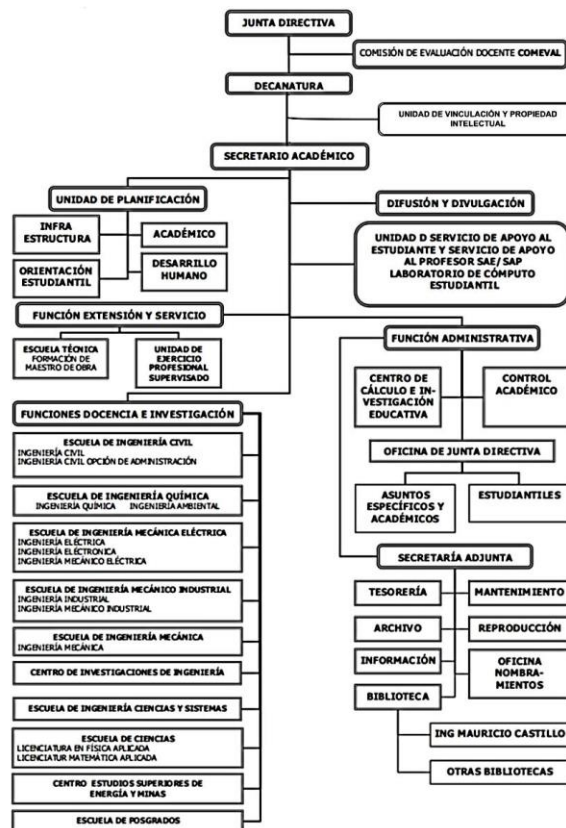 JUNTA DIRECTIVA
COMISIÓN DE EVALUACIÓN DOCENTE COMEVAL
DECANATURA
UNIDAD DE VINCULACIÓN Y PROPIEDAD
INTELECTUAL
SECRETARIO ACADÉMICO
UNIDAD DE PLANIFICACIÓN
INFRA
ESTRUCTURA
ACADÉMICO
ORIENTACIÓN
ESTUDIANTIL
DESARROLLO
HUMANO
DIFUSIÓN Y DIVULGACIÓN
UNIDAD D SERVICIO DE APOYO AL
ESTUDIANTE Y SERVICIO DE APOYO
AL PROFESOR SAE/ SAP
LABORATORIO DE CÓMPUTO
ESTUDIANTIL
FUNCIÓN EXTENSIÓN Y SERVICIO
ESCUELA TÉCNICA
FORMACIÓN DE
MAESTRO DE OBRA
UNIDAD DE
EJERCICIO
PROFESIONAL
SUPERVISADO
FUNCIÓN ADMINISTRATIVA
CENTRO DE
CÁLCULO E IN-
VESTIGACIÓN
EDUCATIVA
CONTROL
ACADÉMICO
OFICINA DE JUNTA DIRECTIVA
ASUNTOS
ESPECÍFICOS Y
ACADÉMICOS
ESTUDIANTILES
SECRETARÍA ADJUNTA
TESORERÍA
MANTENIMIENTO
ARCHIVO
REPRODUCCIÓN
INFORMACIÓN
OFICINA
NOMBRA-
MIENTOS
BIBLIOTECA
ING MAURICIO CASTILLO
OTRAS BIBLIOTECAS
FUNCIONES DOCENCIA E INVESTIGACIÓN
ESCUELA DE INGENIERÍA CIVIL
INGENIERÍA CIVIL
INGENIERÍA CIVIL OPCIÓN DE ADMINISTRACIÓN
ESCUELA DE INGENIERÍA QUÍMICA
INGENIERÍA QUÍMICA INGENIERÍA AMBIENTAL
ESCUELA DE INGENIERÍA MECÁNICA ELÉCTRICA
INGENIERÍA ELÉCTRICA
INGENIERÍA ELÉCTRONICA
INGENIERÍA MECÁNICO ELÉCTRICA
ESCUELA DE INGENIERÍA MECÁNICO INDUSTRIAL
INGENIERÍA INDUSTRIAL
INGENIERÍA MECÁNICO INDUSTRIAL
ESCUELA DE INGENIERÍA MECÁNICA
INGENIERÍA MECÁNICA
CENTRO DE INVESTIGACIONES DE INGENIERÍA
ESCUELA DE INGENIERÍA CIENCIAS Y SISTEMAS
ESCUELA DE CIENCIAS
LICENCIATURA EN FÍSICA APLICADA
LICENCIATUR MATEMÁTICA APLICADA
CENTRO ESTUDIOS SUPERIORES DE
ENERGÍA Y MINAS
ESCUELA DE POSGRADOS